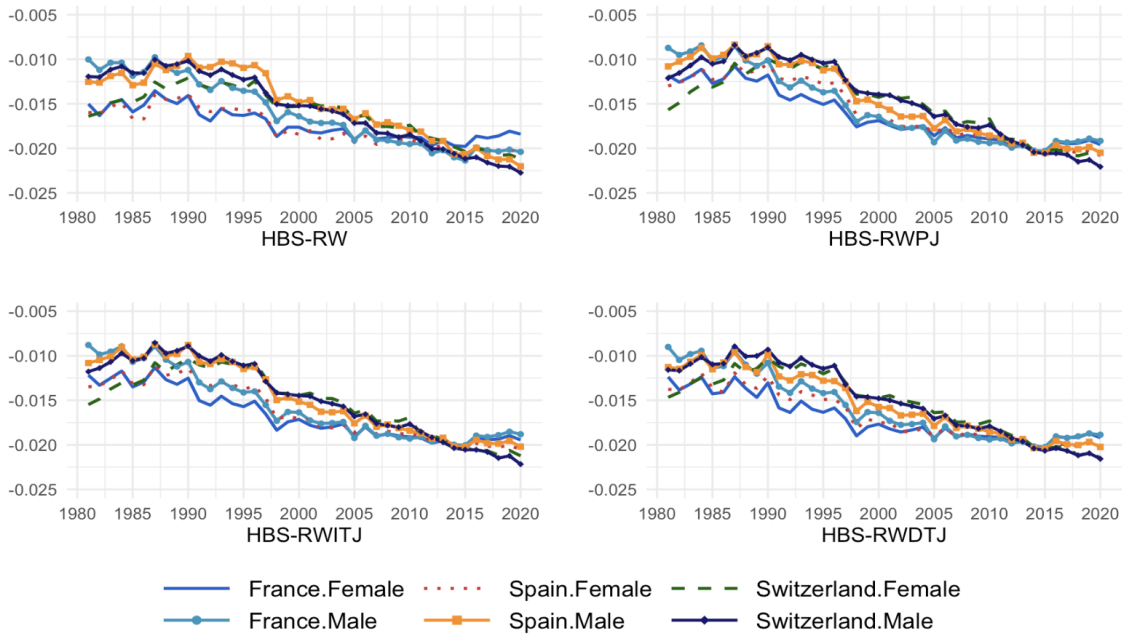 -0.005
-0.010
-0.015
-0.020
-0.025
1980 1985 1990 1995 2000 2005 2010 2015 2020
HBS-RW
-0.005
-0.010
-0.015
-0.020
-0.025
1980 1985 1990 1995 2000 2005 2010 2015 2020
HBS-RWPJ
-0.005
-0.010
-0.015
-0.020
-0.025
1980 1985 1990 1995 2000 2005 2010 2015 2020
HBS-RWITJ
-0.005
-0.010
-0.015
-0.020
-0.025
1980 1985 1990 1995 2000 2005 2010 2015 2020
HBS-RWDTJ
France.Female Spain.Female Switzerland.Female
France.Male Spain.Male Switzerland.Male